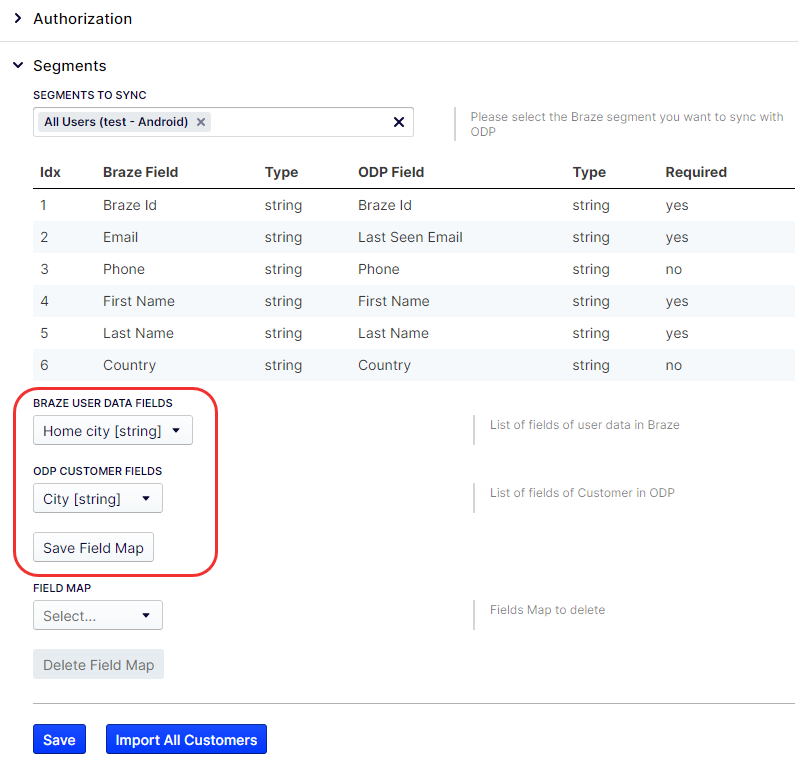 Authorization
Segments
SEGMENTS TO SYNC
All Users (test - Android)
Please select the Braze segment you want to sync with
ODP
Idx Braze Field Type ODP Field Type Required
1 Braze Id string Braze Id string yes
2 Email string Last Seen Email string yes
3 Phone string Phone string no
4 First Name string First Name string yes
5 Last Name string Last Name string yes
6 Country string Country string no
BRAZE USER DATA FIELDS
Home city [string]
List of fields of user data in Braze
ODP CUSTOMER FIELDS
City [string]
List of fields of Customer in ODP
Save Field Map
FIELD MAP
Select...
Fields Map to delete
Delete Field Map
Save Import All Customers